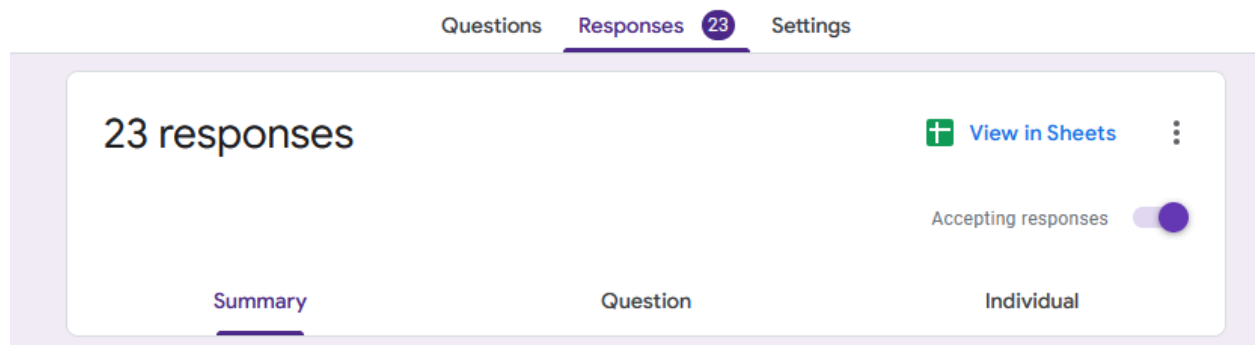 Questions Responses 23 Settings
23 responses
View in Sheets
Accepting responses
Summary Question Individual